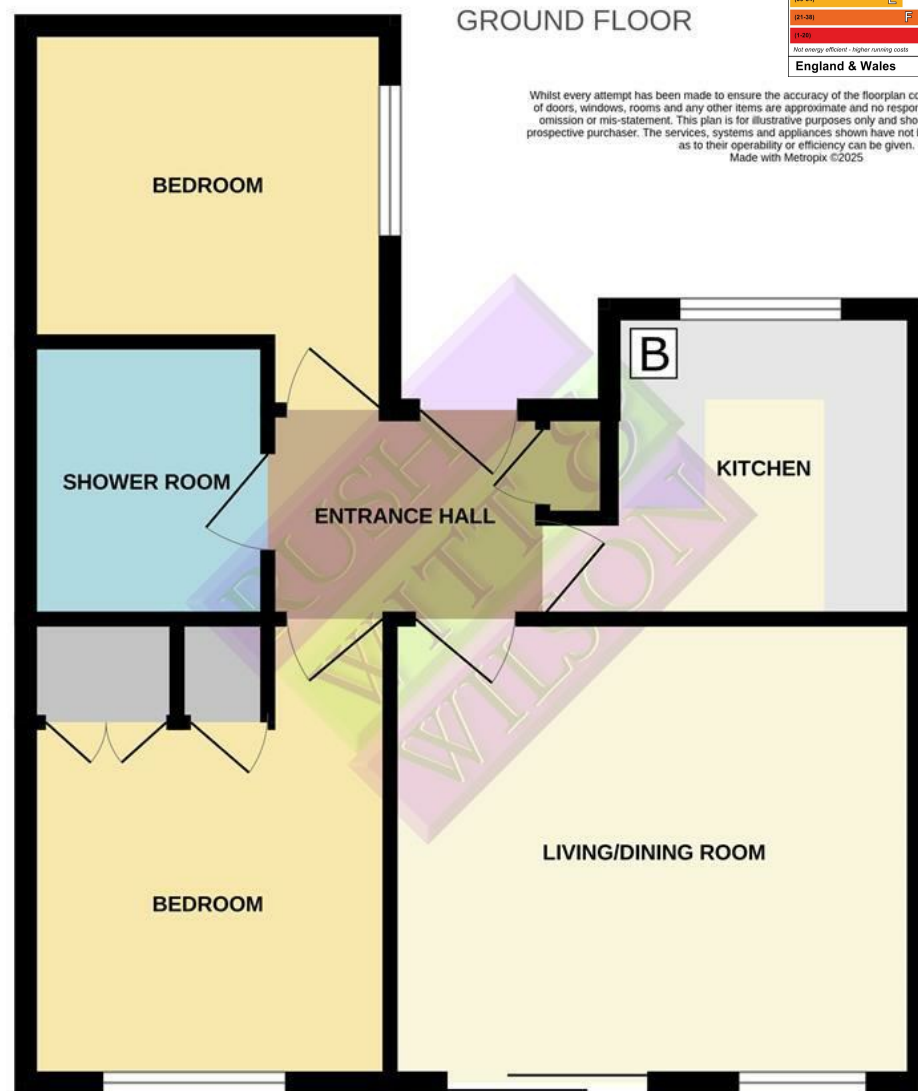 GROUND FLOOR
(21-38) F
(1-20)
Not energy efficient - higher running costs
England & Wales
Whilst every attempt has been made to ensure the accuracy of the floorplan
of doors, windows, rooms and any other items are approximate and no
omission or mis-statement. This plan is for illustrative purposes only and
prospective purchaser. The services, systems and appliances shown have not
as to their operability or efficiency can be given.
Made with Metropix ©2025
BEDROOM
B
SHOWER ROOM
KITCHEN
ENTRANCE HALL
RUSH
WITT &
WILSON
LIVING/DINING ROOM
BEDROOM